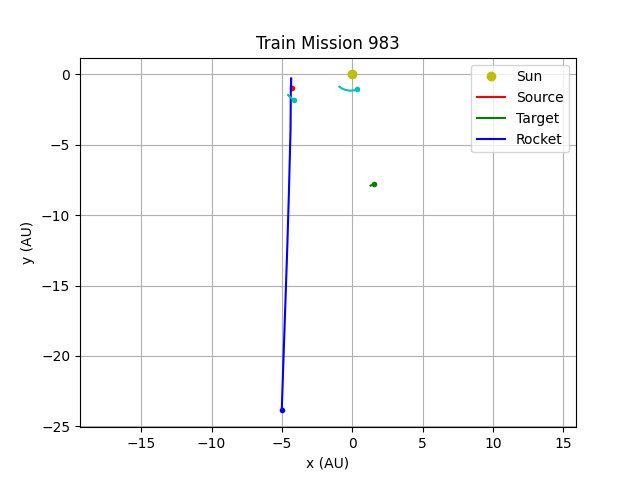 Train Mission 983
Sun
Source
Target
Rocket
0
−5
−10
−15
−20
−25
y (AU)
−15
−10
−5
0
5
10
15
x (AU)